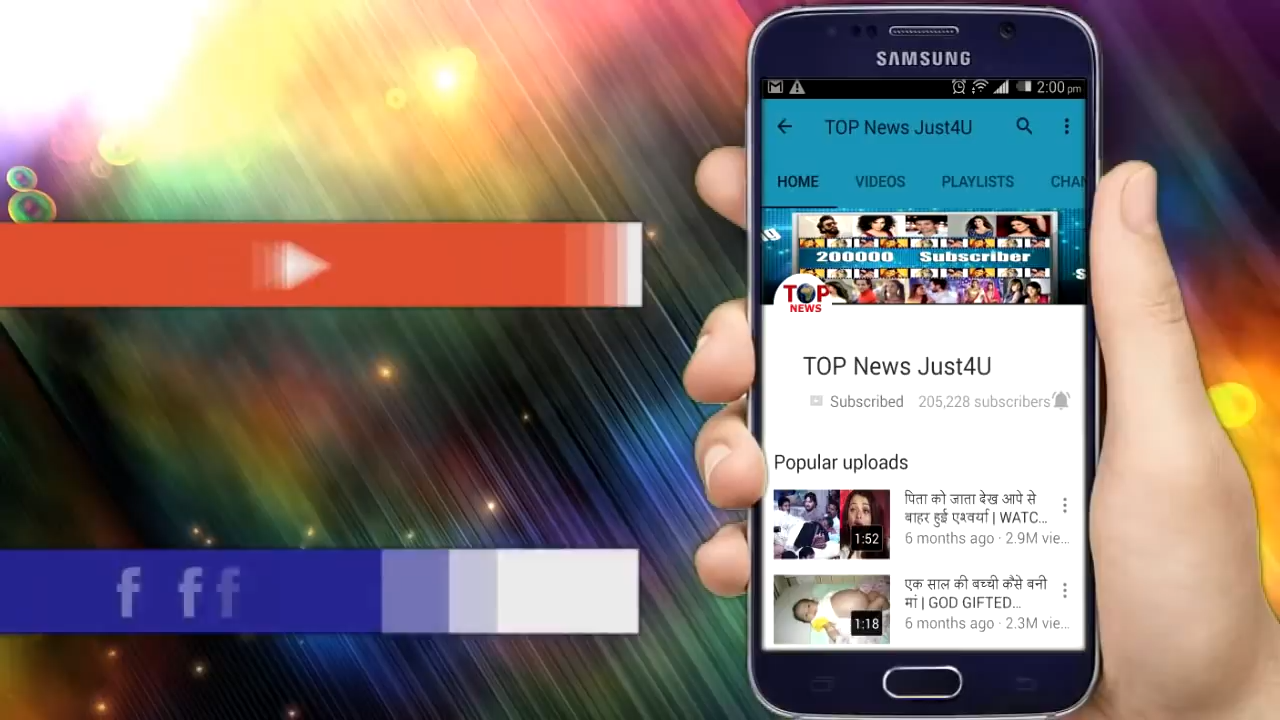 SAMSUNG
2:00 pm
TOP News Just4U
HOME VIDEOS PLAYLISTS CHAN
200000 Subscriber
TOP
NEWS
TOP News Just4U
Subscribed 205,228 subscribers
Popular uploads
पिता को जाता देख आपे से
बाहर हुई एश्वर्या | WATC...
6 months ago · 2.9M vie...
1:52
एक साल की बच्ची कैसे बनी
मां | GOD GIFTED...
6 months ago · 2.3M vie...
1:18
f f f